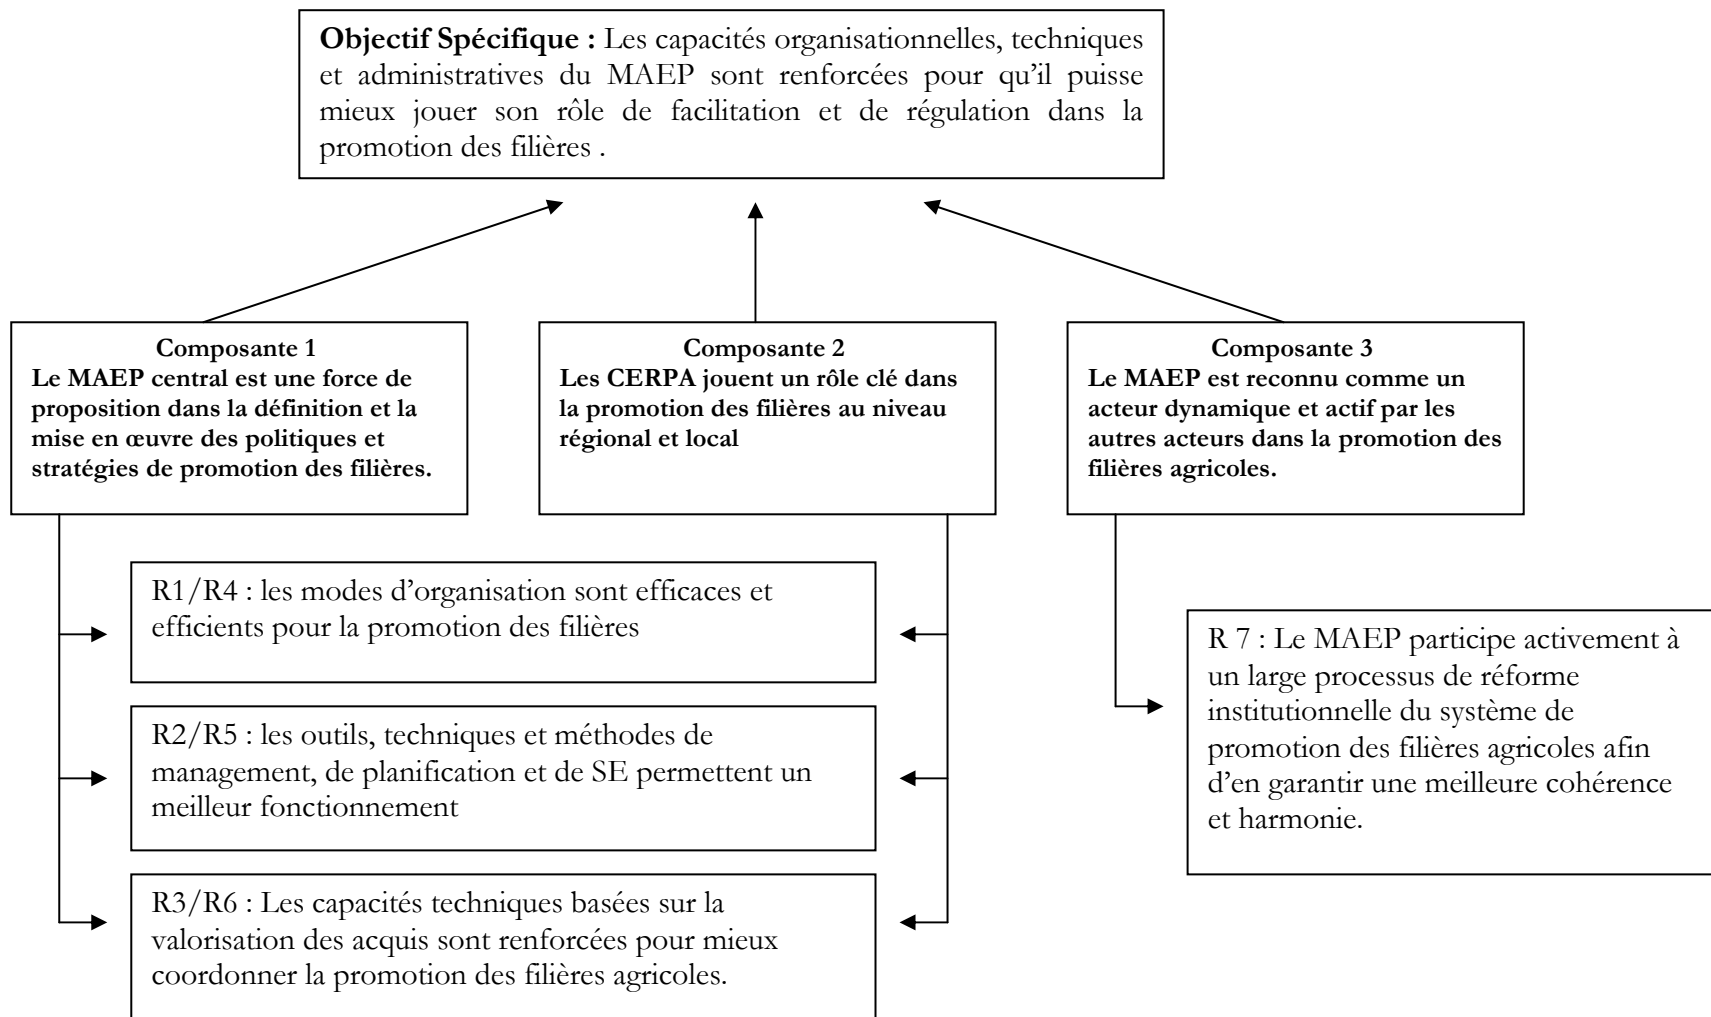 Objectif Spécifique : Les capacités organisationnelles, techniques
et administratives du MAEP sont renforcées pour qu’il puisse
mieux jouer son rôle de facilitation et de régulation dans la
promotion des filières .
Composante 1
Le MAEP central est une force de
proposition dans la définition et la
mise en œuvre des politiques et
stratégies de promotion des filières.
Composante 2
Les CERPA jouent un rôle clé dans
la promotion des filières au niveau
régional et local
Composante 3
Le MAEP est reconnu comme un
acteur dynamique et actif par les
autres acteurs dans la promotion des
filières agricoles.
R1/R4 : les modes d’organisation sont efficaces et
efficients pour la promotion des filières
R2/R5 : les outils, techniques et méthodes de
management, de planification et de SE permettent un
meilleur fonctionnement
R3/R6 : Les capacités techniques basées sur la
valorisation des acquis sont renforcées pour mieux
coordonner la promotion des filières agricoles.
R 7 : Le MAEP participe activement à
un large processus de réforme
institutionnelle du système de
promotion des filières agricoles afin
d’en garantir une meilleure cohérence
et harmonie.